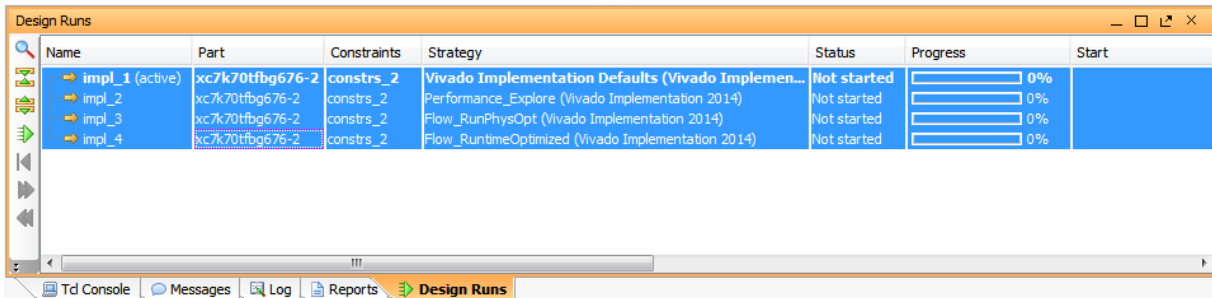 Design Runs
Name Part Constraints Strategy Status Progress Start
impl_1 (active) xc7k70tfbg676-2 constrs_2 Vivado Implementation Defaults (Vivado Implemen... Not started 0%
impl_2 xc7k70tfbg676-2 constrs_2 Performance_Explore (Vivado Implementation 2014) Not started 0%
impl_3 xc7k70tfbg676-2 constrs_2 Flow_RunPhysOpt (Vivado Implementation 2014) Not started 0%
impl_4 xc7k70tfbg676-2 constrs_2 Flow_RuntimeOptimized (Vivado Implementation 2014) Not started 0%
Tcl Console Messages Log Reports Design Runs